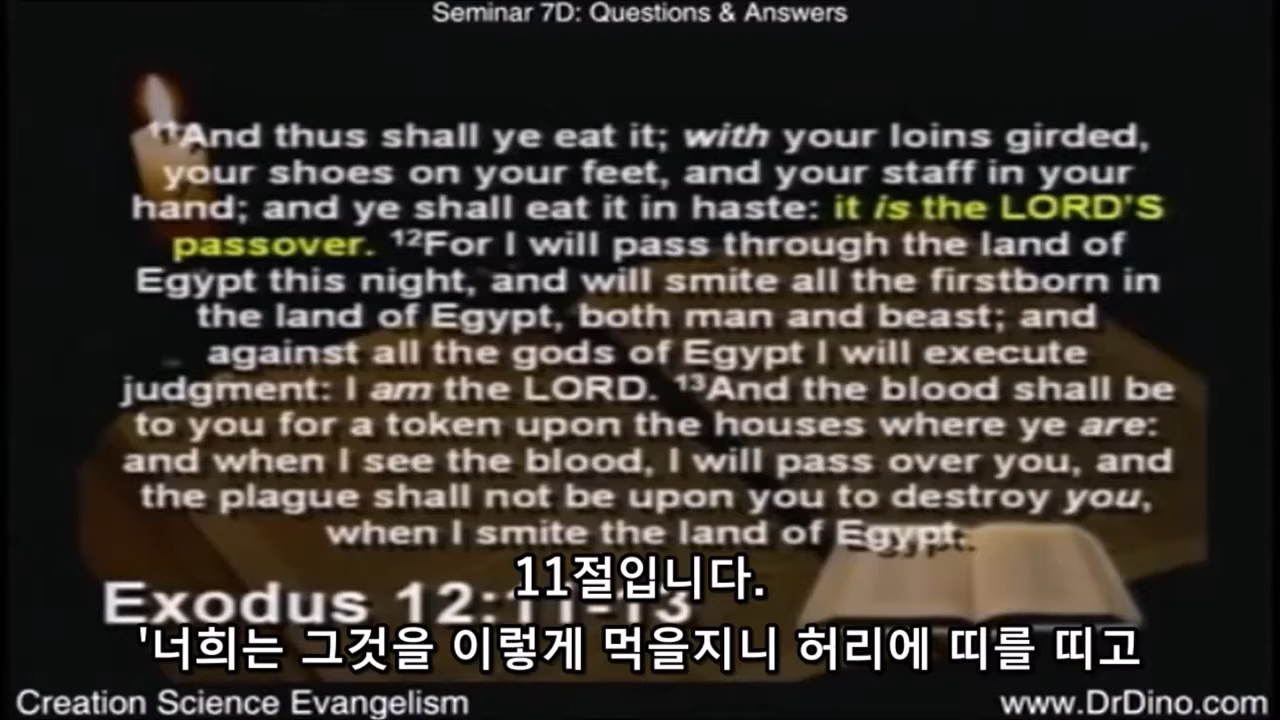 Seminar 7D: Questions & Answers
¹¹And thus shall ye eat it; with your loins girded,
your shoes on your feet, and your staff in your
hand; and ye shall eat it in haste: it is the LORD'S
passover. ¹²For I will pass through the land of
Egypt this night, and will smite all the firstborn in
the land of Egypt, both man and beast; and
against all the gods of Egypt I will execute
judgment: I am the LORD. ¹³And the blood shall be
to you for a token upon the houses where ye are:
and when I see the blood, I will pass over you, and
the plague shall not be upon you to destroy you,
when I smite the land of Egypt.
11절입니다.
Exodus 12:11-13
'너희는 그것을 이렇게 먹을지니 허리에 띠를 띠고
Creation Science Evangelism
www.DrDino.com